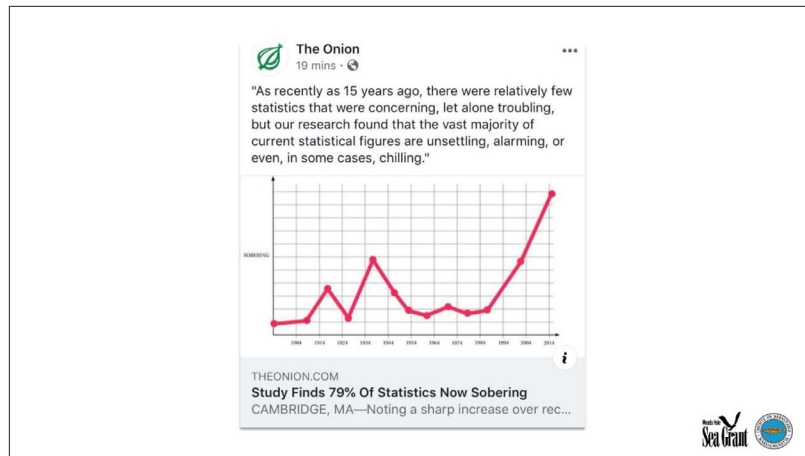 The Onion
19 mins ·
"As recently as 15 years ago, there were relatively few
statistics that were concerning, let alone troubling,
but our research found that the vast majority of
current statistical figures are unsettling, alarming, or
even, in some cases, chilling."
SOBERING
1904 1914 1924 1934 1944 1954 1964 1974 1984 1994 2004 2014
i
THEONION.COM
Study Finds 79% Of Statistics Now Sobering
CAMBRIDGE, MA—Noting a sharp increase over rec...
Woods Hole
Sea Grant